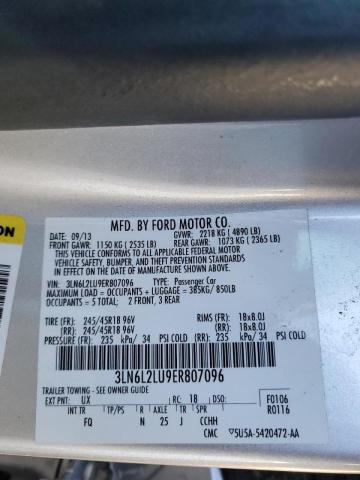 MFD. BY FORD MOTOR CO.
DATE: 09/13 GVWR: 2218 KG ( 4890 LB)
FRONT GAWR: 1150 KG ( 2535 LB) REAR GAWR: 1073 KG ( 2365 LB)
THIS VEHICLE CONFORMS TO ALL APPLICABLE FEDERAL MOTOR
VEHICLE SAFETY, BUMPER, AND THEFT PREVENTION STANDARDS IN
EFFECT ON THE DATE OF MANUFACTURE SHOWN ABOVE.
VIN: 3LN6L2LU9ER807096 TYPE: Passenger Car
MAXIMUM LOAD = OCCUPANTS + LUGGAGE = 385KG/ 850LB
OCCUPANTS = 5 TOTAL: 2 FRONT, 3 REAR
TIRE (FR): 245/45R18 96V RIMS (FR): 18x8.0J
(RR): 245/45R18 96V (RR): 18x8.0J
PRESSURE (FR): 235 kPa/ 34 PSI COLD (RR): 235 kPa/ 34 PSI COLD
3LN6L2LU9ER807096
TRAILER TOWING - SEE OWNER GUIDE
EXT PNT: UX RC: 18 DSO: F0106
INT TR TP/PS R AXLE TR SPR R0116
FQ N 25 J CCHH
CMC ▽5U5A-5420472-AA